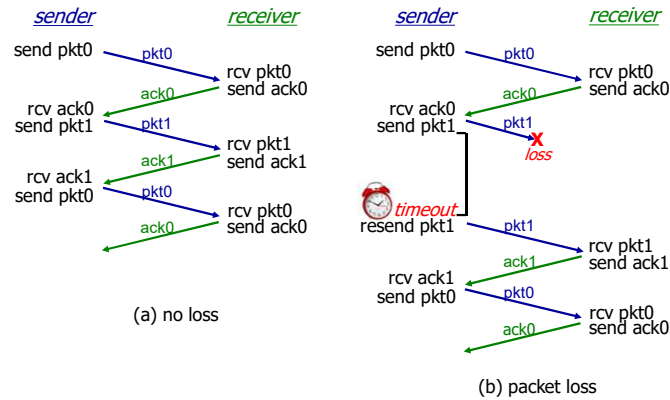 sender
receiver
send pkt0
pkt0
rcv pkt0
send ack0
ack0
rcv ack0
send pkt1
pkt1
rcv pkt1
send ack1
ack1
rcv ack1
send pkt0
pkt0
rcv pkt0
send ack0
ack0
(a) no loss
sender
receiver
send pkt0
pkt0
rcv pkt0
send ack0
ack0
rcv ack0
send pkt1
pkt1
X
loss
timeout
resend pkt1
pkt1
rcv pkt1
send ack1
ack1
rcv ack1
send pkt0
pkt0
rcv pkt0
send ack0
ack0
(b) packet loss